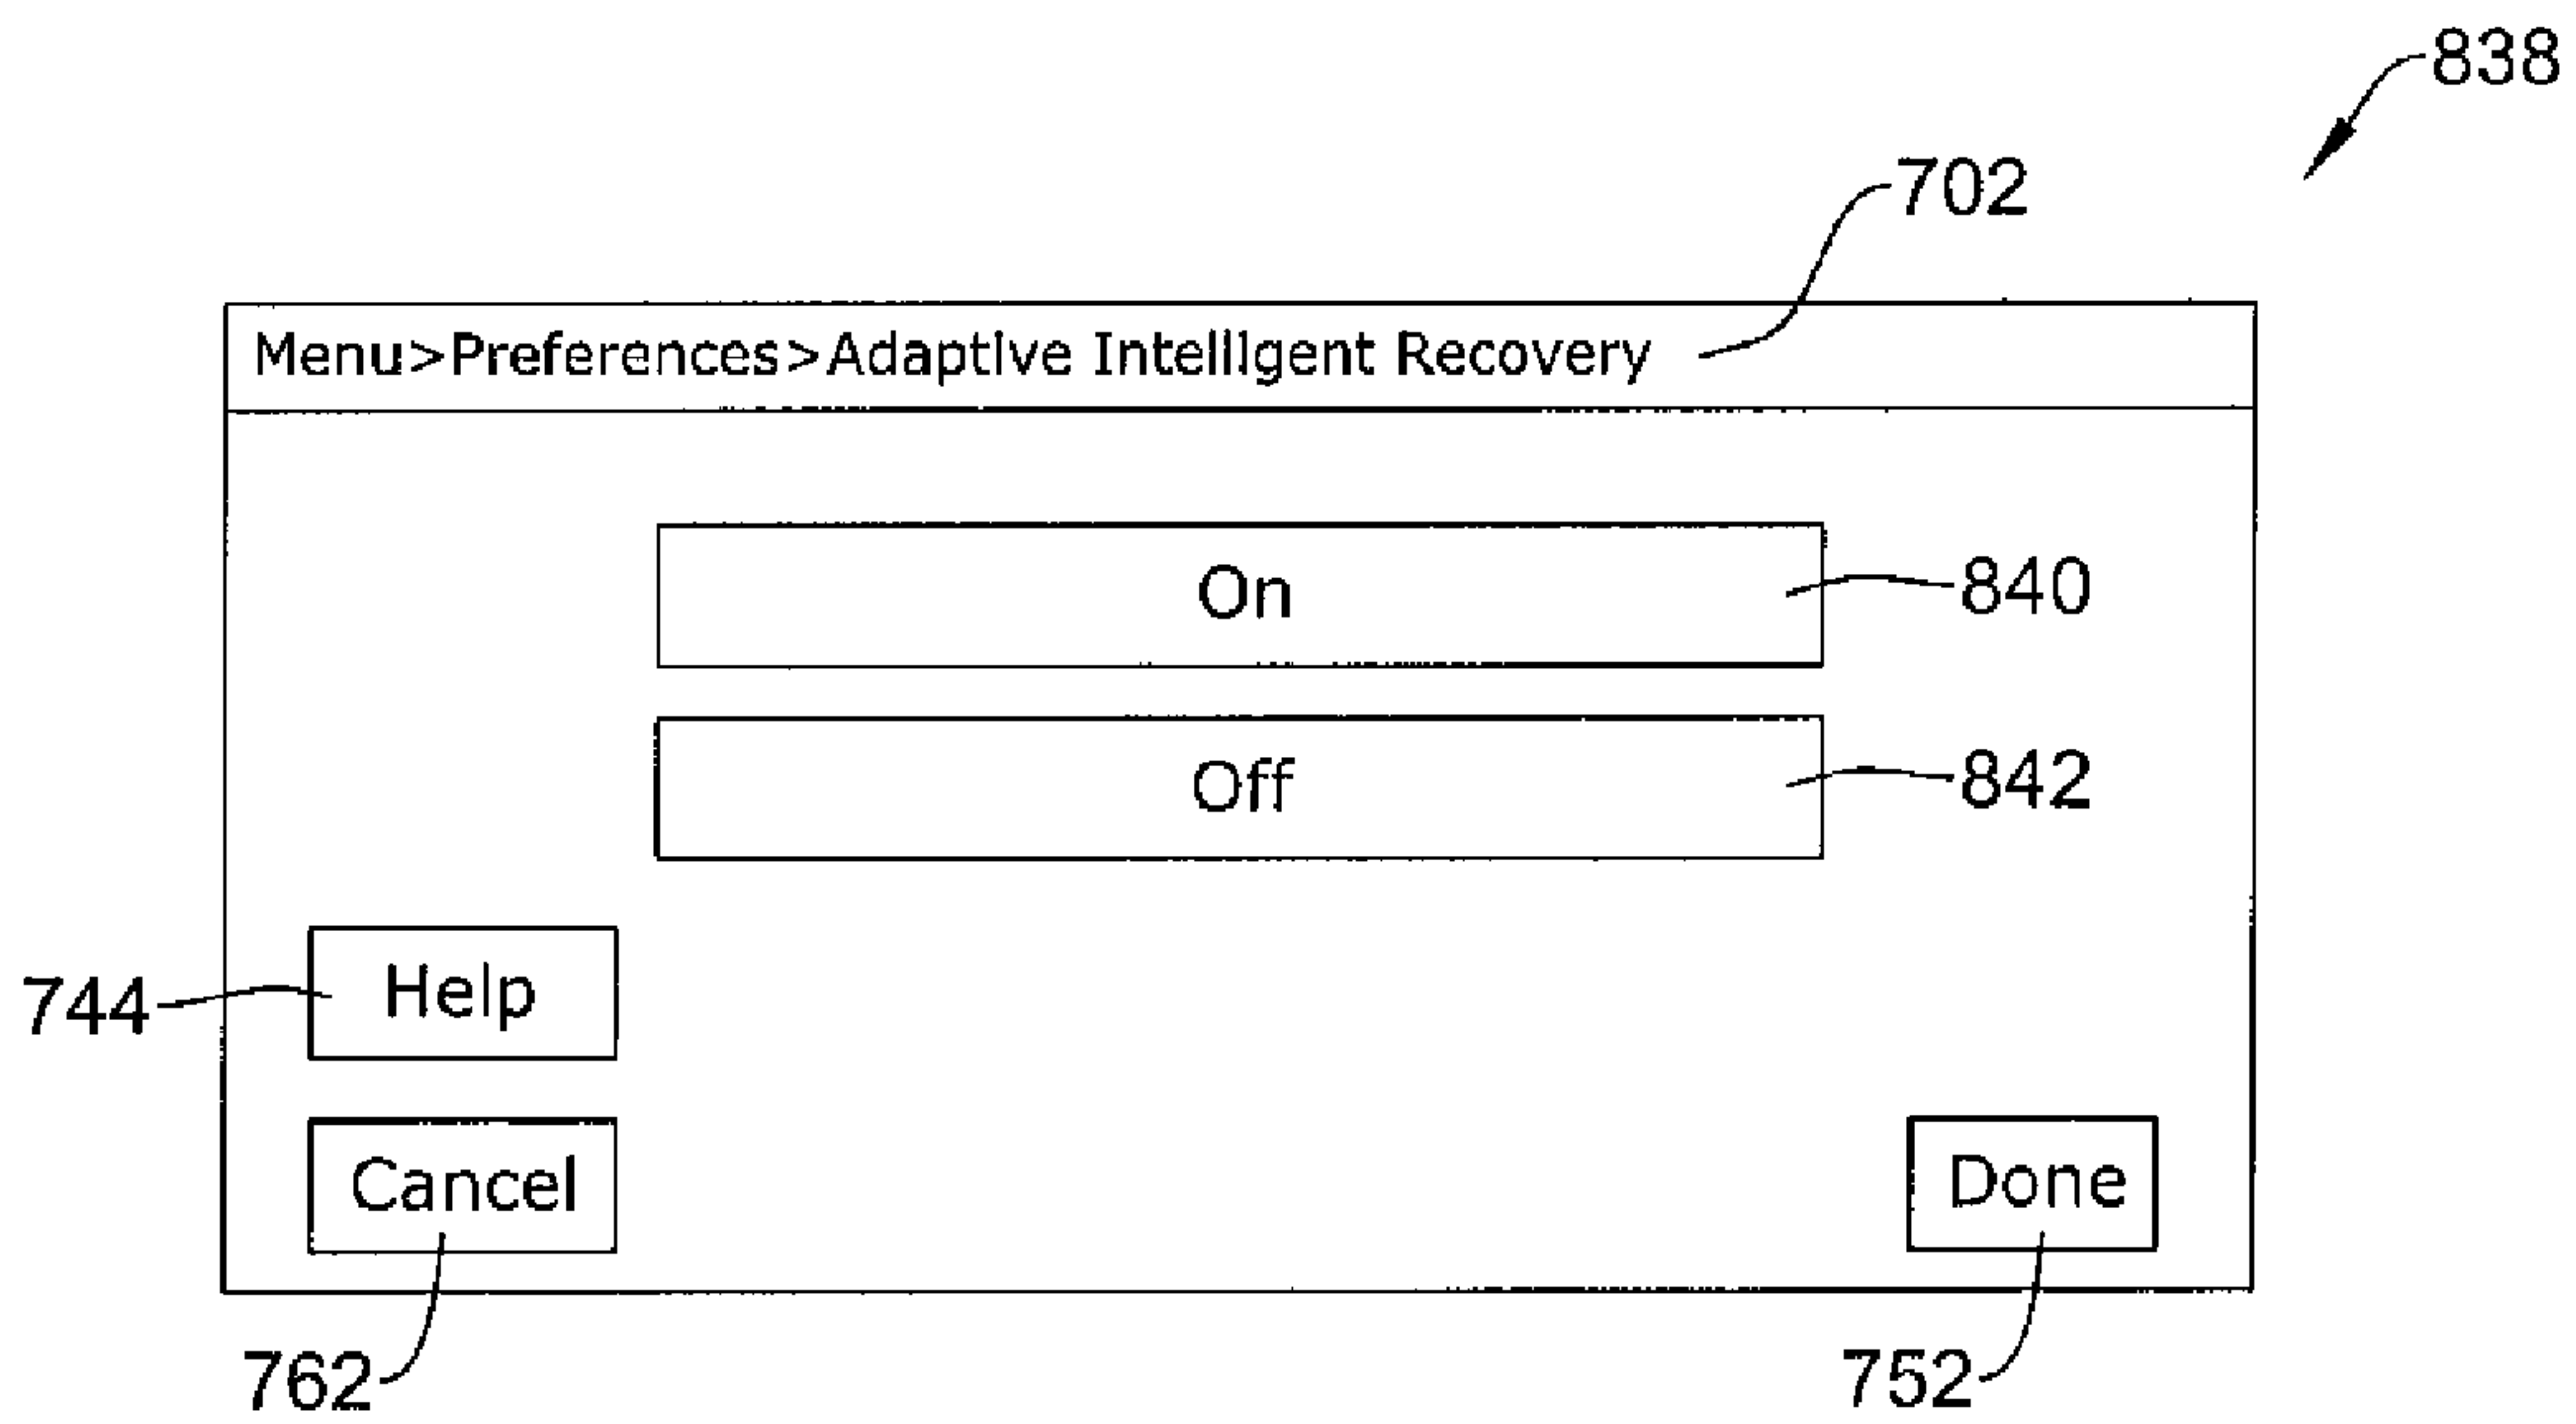 838
702
Menu>Preferences>Adaptive Intelligent Recovery
On
840
Off
842
744
Help
Cancel
Done
762
752